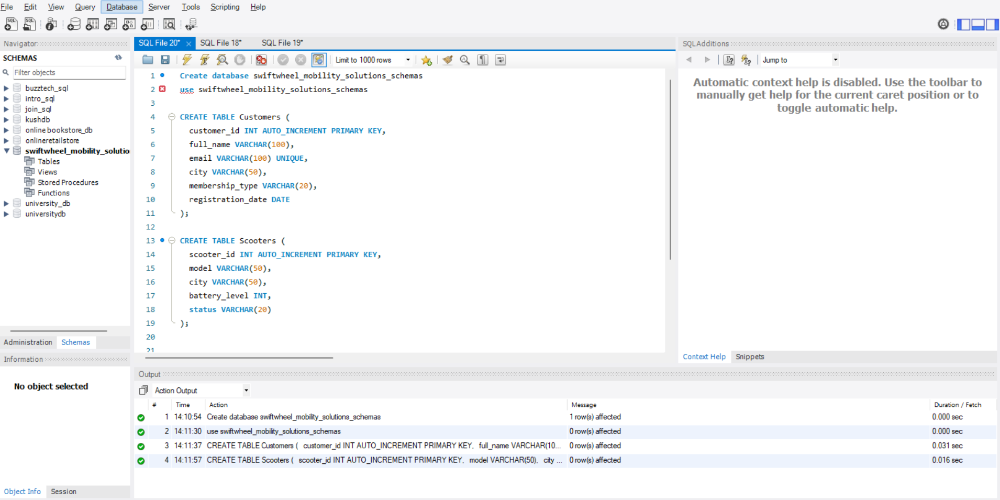 File Edit View Query Database Server Tools Scripting Help
Navigator
SCHEMAS
Filter objects
buzztech_sql
intro_sql
join_sql
kushdb
online bookstore_db
onlineretailstore
swiftwheel_mobility_solutio
Tables
Views
Stored Procedures
Functions
university_db
universitydb
Administration Schemas
Information
No object selected
Object Info Session
SQL File 20* SQL File 18* SQL File 19*
Limit to 1000 rows
1 Create database swiftwheel_mobility_solutions_schemas
2 use swiftwheel_mobility_solutions_schemas
3
4 CREATE TABLE Customers (
5 customer_id INT AUTO_INCREMENT PRIMARY KEY,
6 full_name VARCHAR(100),
7 email VARCHAR(100) UNIQUE,
8 city VARCHAR(50),
9 membership_type VARCHAR(20),
10 registration_date DATE
11 );
12
13 CREATE TABLE Scooters (
14 scooter_id INT AUTO_INCREMENT PRIMARY KEY,
15 model VARCHAR(50),
16 city VARCHAR(50),
17 battery_level INT,
18 status VARCHAR(20)
19 );
20
21
SQLAdditions
Jump to
Automatic context help is disabled. Use the toolbar to
manually get help for the current caret position or to
toggle automatic help.
Context Help Snippets
Output
Action Output
# Time Action Message Duration / Fetch
1 14:10:54 Create database swiftwheel_mobility_solutions_schemas 1 row(s) affected 0.000 sec
2 14:11:30 use swiftwheel_mobility_solutions_schemas 0 row(s) affected 0.000 sec
3 14:11:37 CREATE TABLE Customers ( customer_id INT AUTO_INCREMENT PRIMARY KEY, full_name VARCHAR(10... 0 row(s) affected 0.031 sec
4 14:11:57 CREATE TABLE Scooters ( scooter_id INT AUTO_INCREMENT PRIMARY KEY, model VARCHAR(50), city ... 0 row(s) affected 0.016 sec